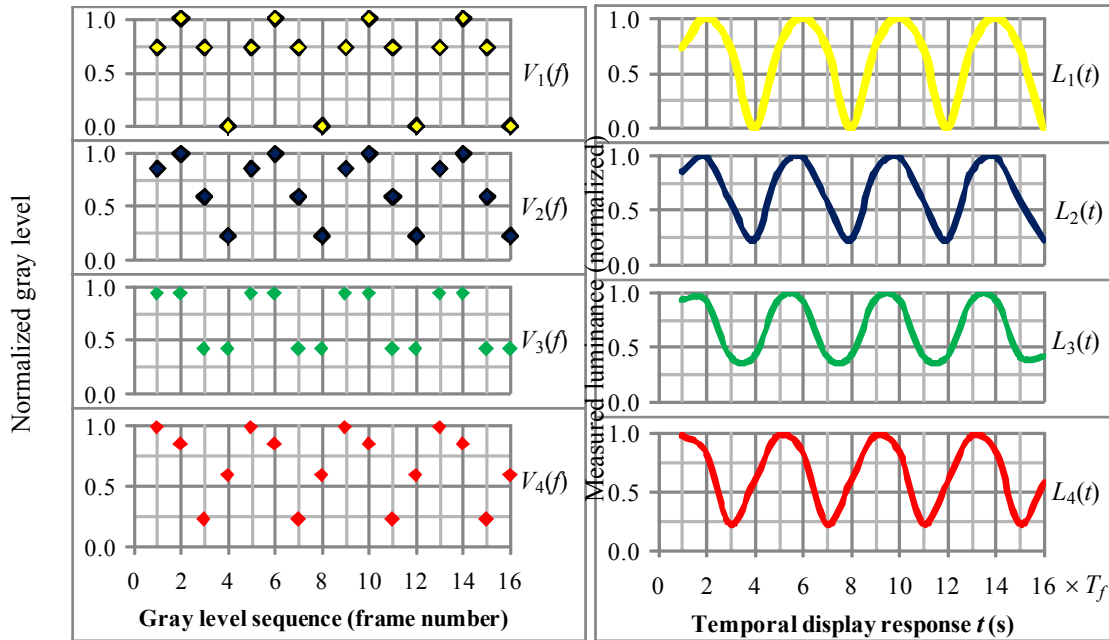 Normalized gray level
1.0
0.5
0.0
V1(f)
1.0
0.5
0.0
V2(f)
1.0
0.5
0.0
V3(f)
1.0
0.5
0.0
V4(f)
0 2 4 6 8 10 12 14 16
Gray level sequence (frame number)
Measured luminance (normalized)
1.0
0.5
0.0
L1(t)
1.0
0.5
0.0
L2(t)
1.0
0.5
0.0
L3(t)
1.0
0.5
0.0
L4(t)
0 2 4 6 8 10 12 14 16 × Tf
Temporal display response t (s)